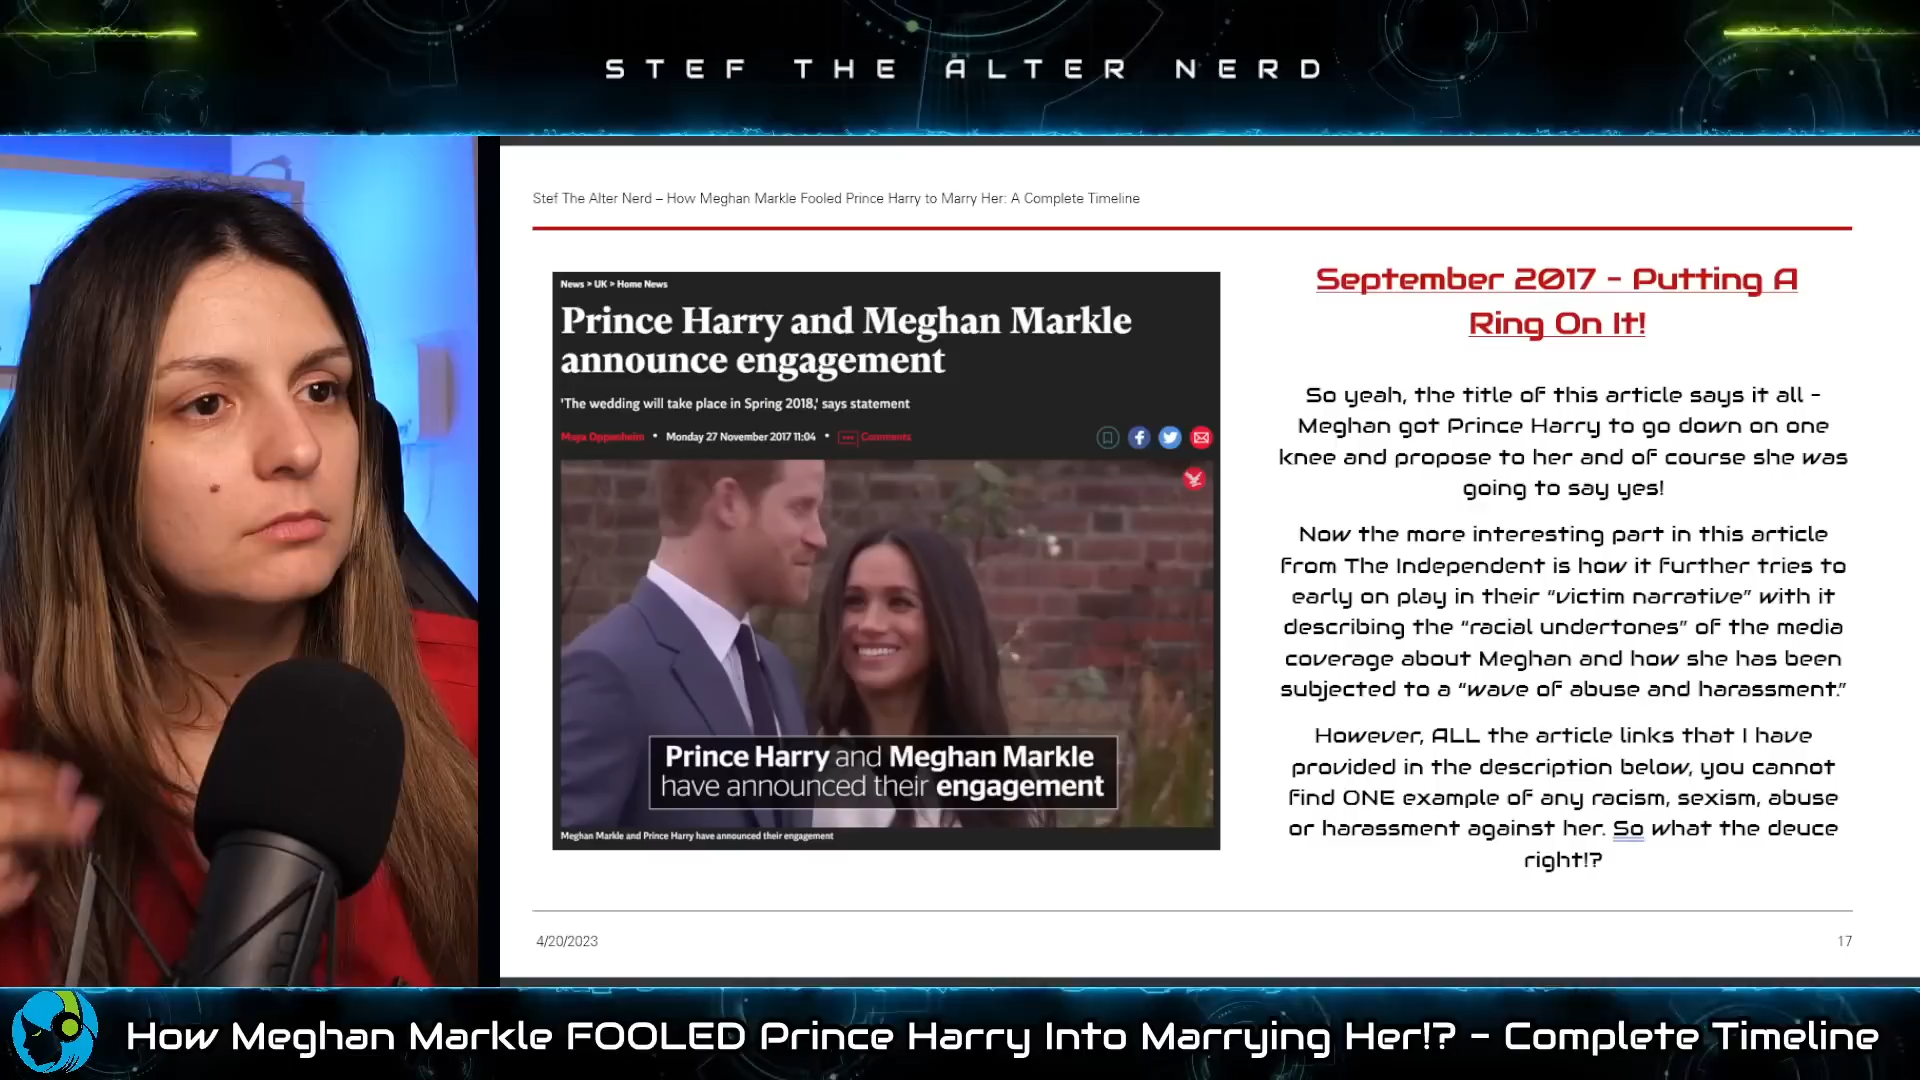 STEF THE ALTER NERD
Stef The Alter Nerd – How Meghan Markle Fooled Prince Harry to Marry Her: A Complete Timeline
News > UK > Home News
Prince Harry and Meghan Markle
announce engagement
'The wedding will take place in Spring 2018,' says statement
Maya Oppenheim • Monday 27 November 2017 11:04 • Comments
Prince Harry and Meghan Markle
have announced their engagement
Meghan Markle and Prince Harry have announced their engagement
September 2017 - Putting A
Ring On It!
So yeah, the title of this article says it all -
Meghan got Prince Harry to go down on one
knee and propose to her and of course she was
going to say yes!
Now the more interesting part in this article
from The Independent is how it further tries to
early on play in their “victim narrative” with it
describing the “racial undertones” of the media
coverage about Meghan and how she has been
subjected to a “wave of abuse and harassment.”
However, ALL the article links that I have
provided in the description below, you cannot
find ONE example of any racism, sexism, abuse
or harassment against her. So what the deuce
right!?
4/20/2023
17
How Meghan Markle FOOLED Prince Harry Into Marrying Her!? - Complete Timeline